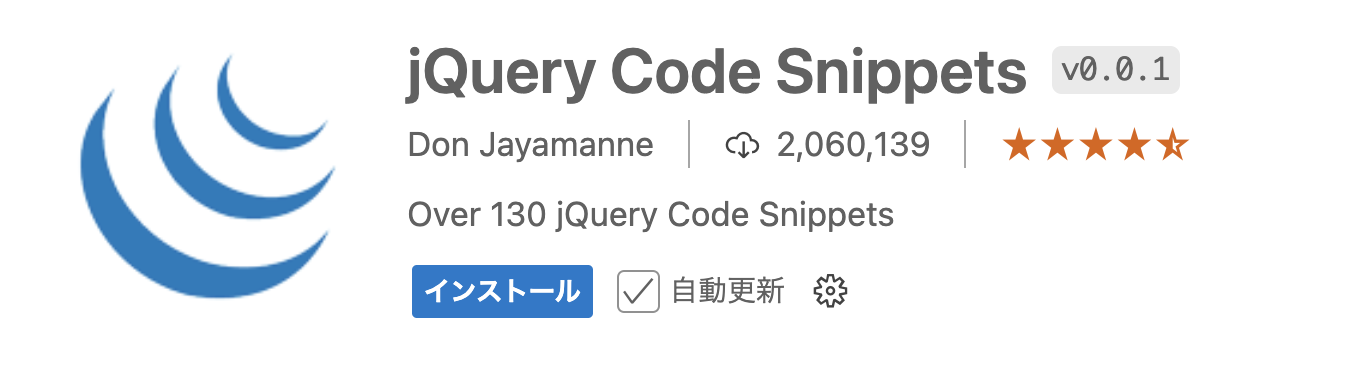 jQuery Code Snippets v0.0.1
Don Jayamanne 2,060,139
Over 130 jQuery Code Snippets
インストール 自動更新